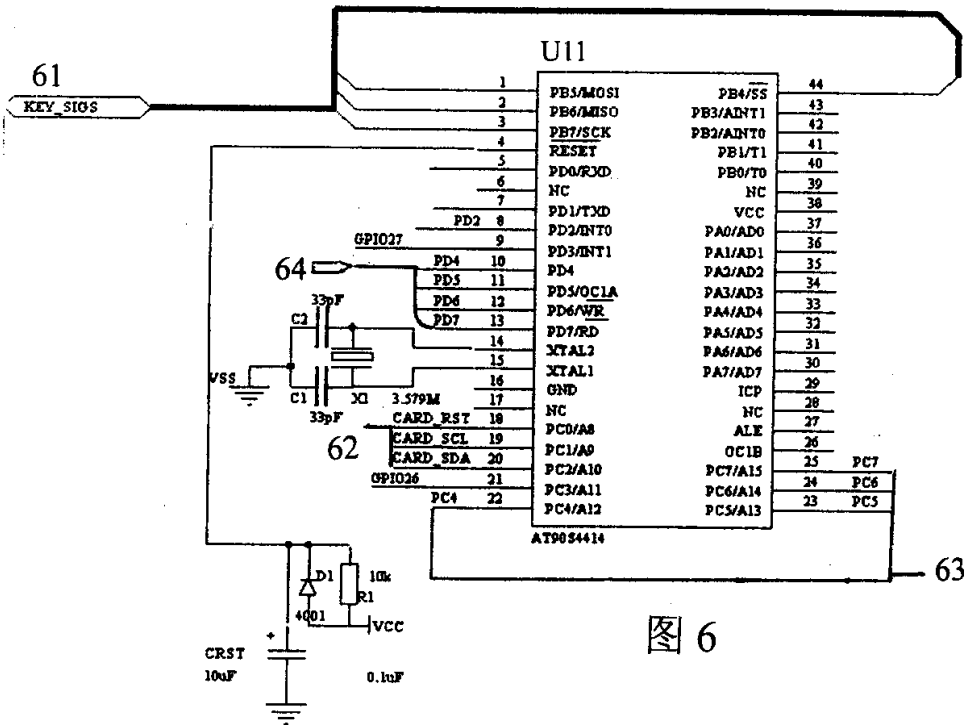 U11
61
KEY_SIGS
1 PB5/MOSI
2 PB6/MISO
3 PB7/SCK
4 RESET
5 PD0/RXD
6 NC
7 PD1/TXD
PD2 8 PD2/INT0
GPIO27 9 PD3/INT1
64
PD4 10 PD4
PD5 11 PD5/OC1A
PD6 12 PD6/WR
PD7 13 PD7/RD
14 XTAL2
15 XTAL1
16 GND
17 NC
CARD_RST 18 PC0/A8
CARD_SCL 19 PC1/A9
CARD_SDA 20 PC2/A10
GPIO26 21 PC3/A11
PC4 22 PC4/A12
PB4/SS 44
PB3/AINT1 43
PB2/AINT0 42
PB1/T1 41
PB0/T0 40
NC 39
VCC 38
PA0/AD0 37
PA1/AD1 36
PA2/AD2 35
PA3/AD3 34
PA4/AD4 33
PA5/AD5 32
PA6/AD6 31
PA7/AD7 30
ICP 29
NC 28
ALE 27
OC1B 26
PC7/A15 25 PC7
PC6/A14 24 PC6
PC5/A13 23 PC5
33pF
C2
VSS
C1
X1
3.579M
33pF
62
AT90S4414
63
D1
10k
R1
4001
VCC
CRST
10uF
0.1uF
图 6